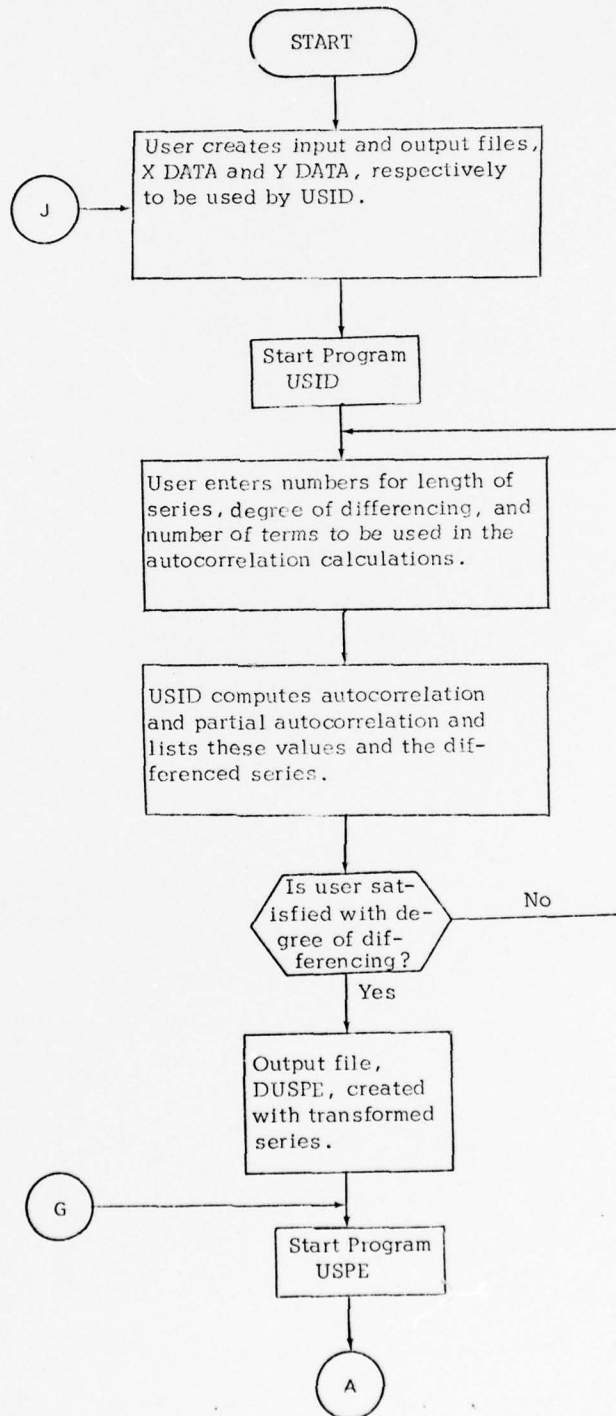 START
User creates input and output files,
X DATA and Y DATA, respectively
to be used by USID.
J
Start Program
USID
User enters numbers for length of
series, degree of differencing, and
number of terms to be used in the
autocorrelation calculations.
USID computes autocorrelation
and partial autocorrelation and
lists these values and the dif-
ferenced series.
Is user sat-
isfied with de-
gree of dif-
ferencing?
No
Yes
Output file,
DUSPE, created
with transformed
series.
G
Start Program
USPE
A